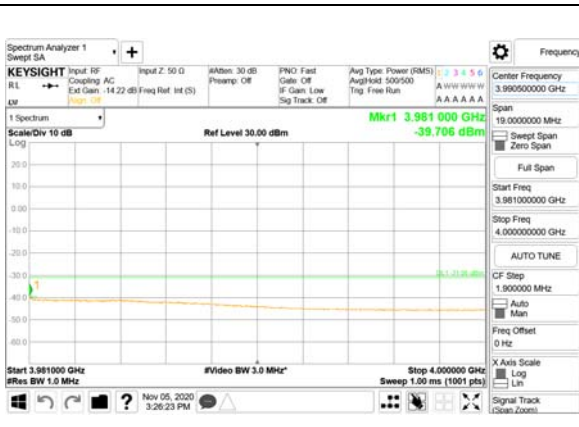 Spectrum Analyzer 1
Swept SA
Frequency
KEYSIGHT
RL
Input: RF
Coupling: AC
Ext Gain: -14.22 dB
Align: Off
Input Z: 50 Ω
Freq Ref: Int (S)
#Atten: 30 dB
Preamp: Off
PNO: Fast
Gate: Off
IF Gain: Low
Sig Track: Off
Avg Type: Power (RMS)
Avg|Hold: 500/500
Trig: Free Run
1 2 3 4 5 6
A W W W W W
A A A A A A
1 Spectrum
Scale/Div 10 dB
Log
Ref Level 30.00 dBm
Mkr1 3.981 000 GHz
-39.706 dBm
20.0
10.0
0.00
-10.0
-20.0
-30.0
-40.0
-50.0
-60.0
1
Start 3.981000 GHz
#Res BW 1.0 MHz
#Video BW 3.0 MHz*
Stop 4.000000 GHz
Sweep 1.00 ms (1001 pts)
?
Nov 05, 2020
3:26:23 PM
Center Frequency
3.990500000 GHz
Span
19.0000000 MHz
Swept Span
Zero Span
Full Span
Start Freq
3.981000000 GHz
Stop Freq
4.000000000 GHz
AUTO TUNE
CF Step
1.900000 MHz
Auto
Man
Freq Offset
0 Hz
X Axis Scale
Log
Lin
Signal Track
(Span Zoom)